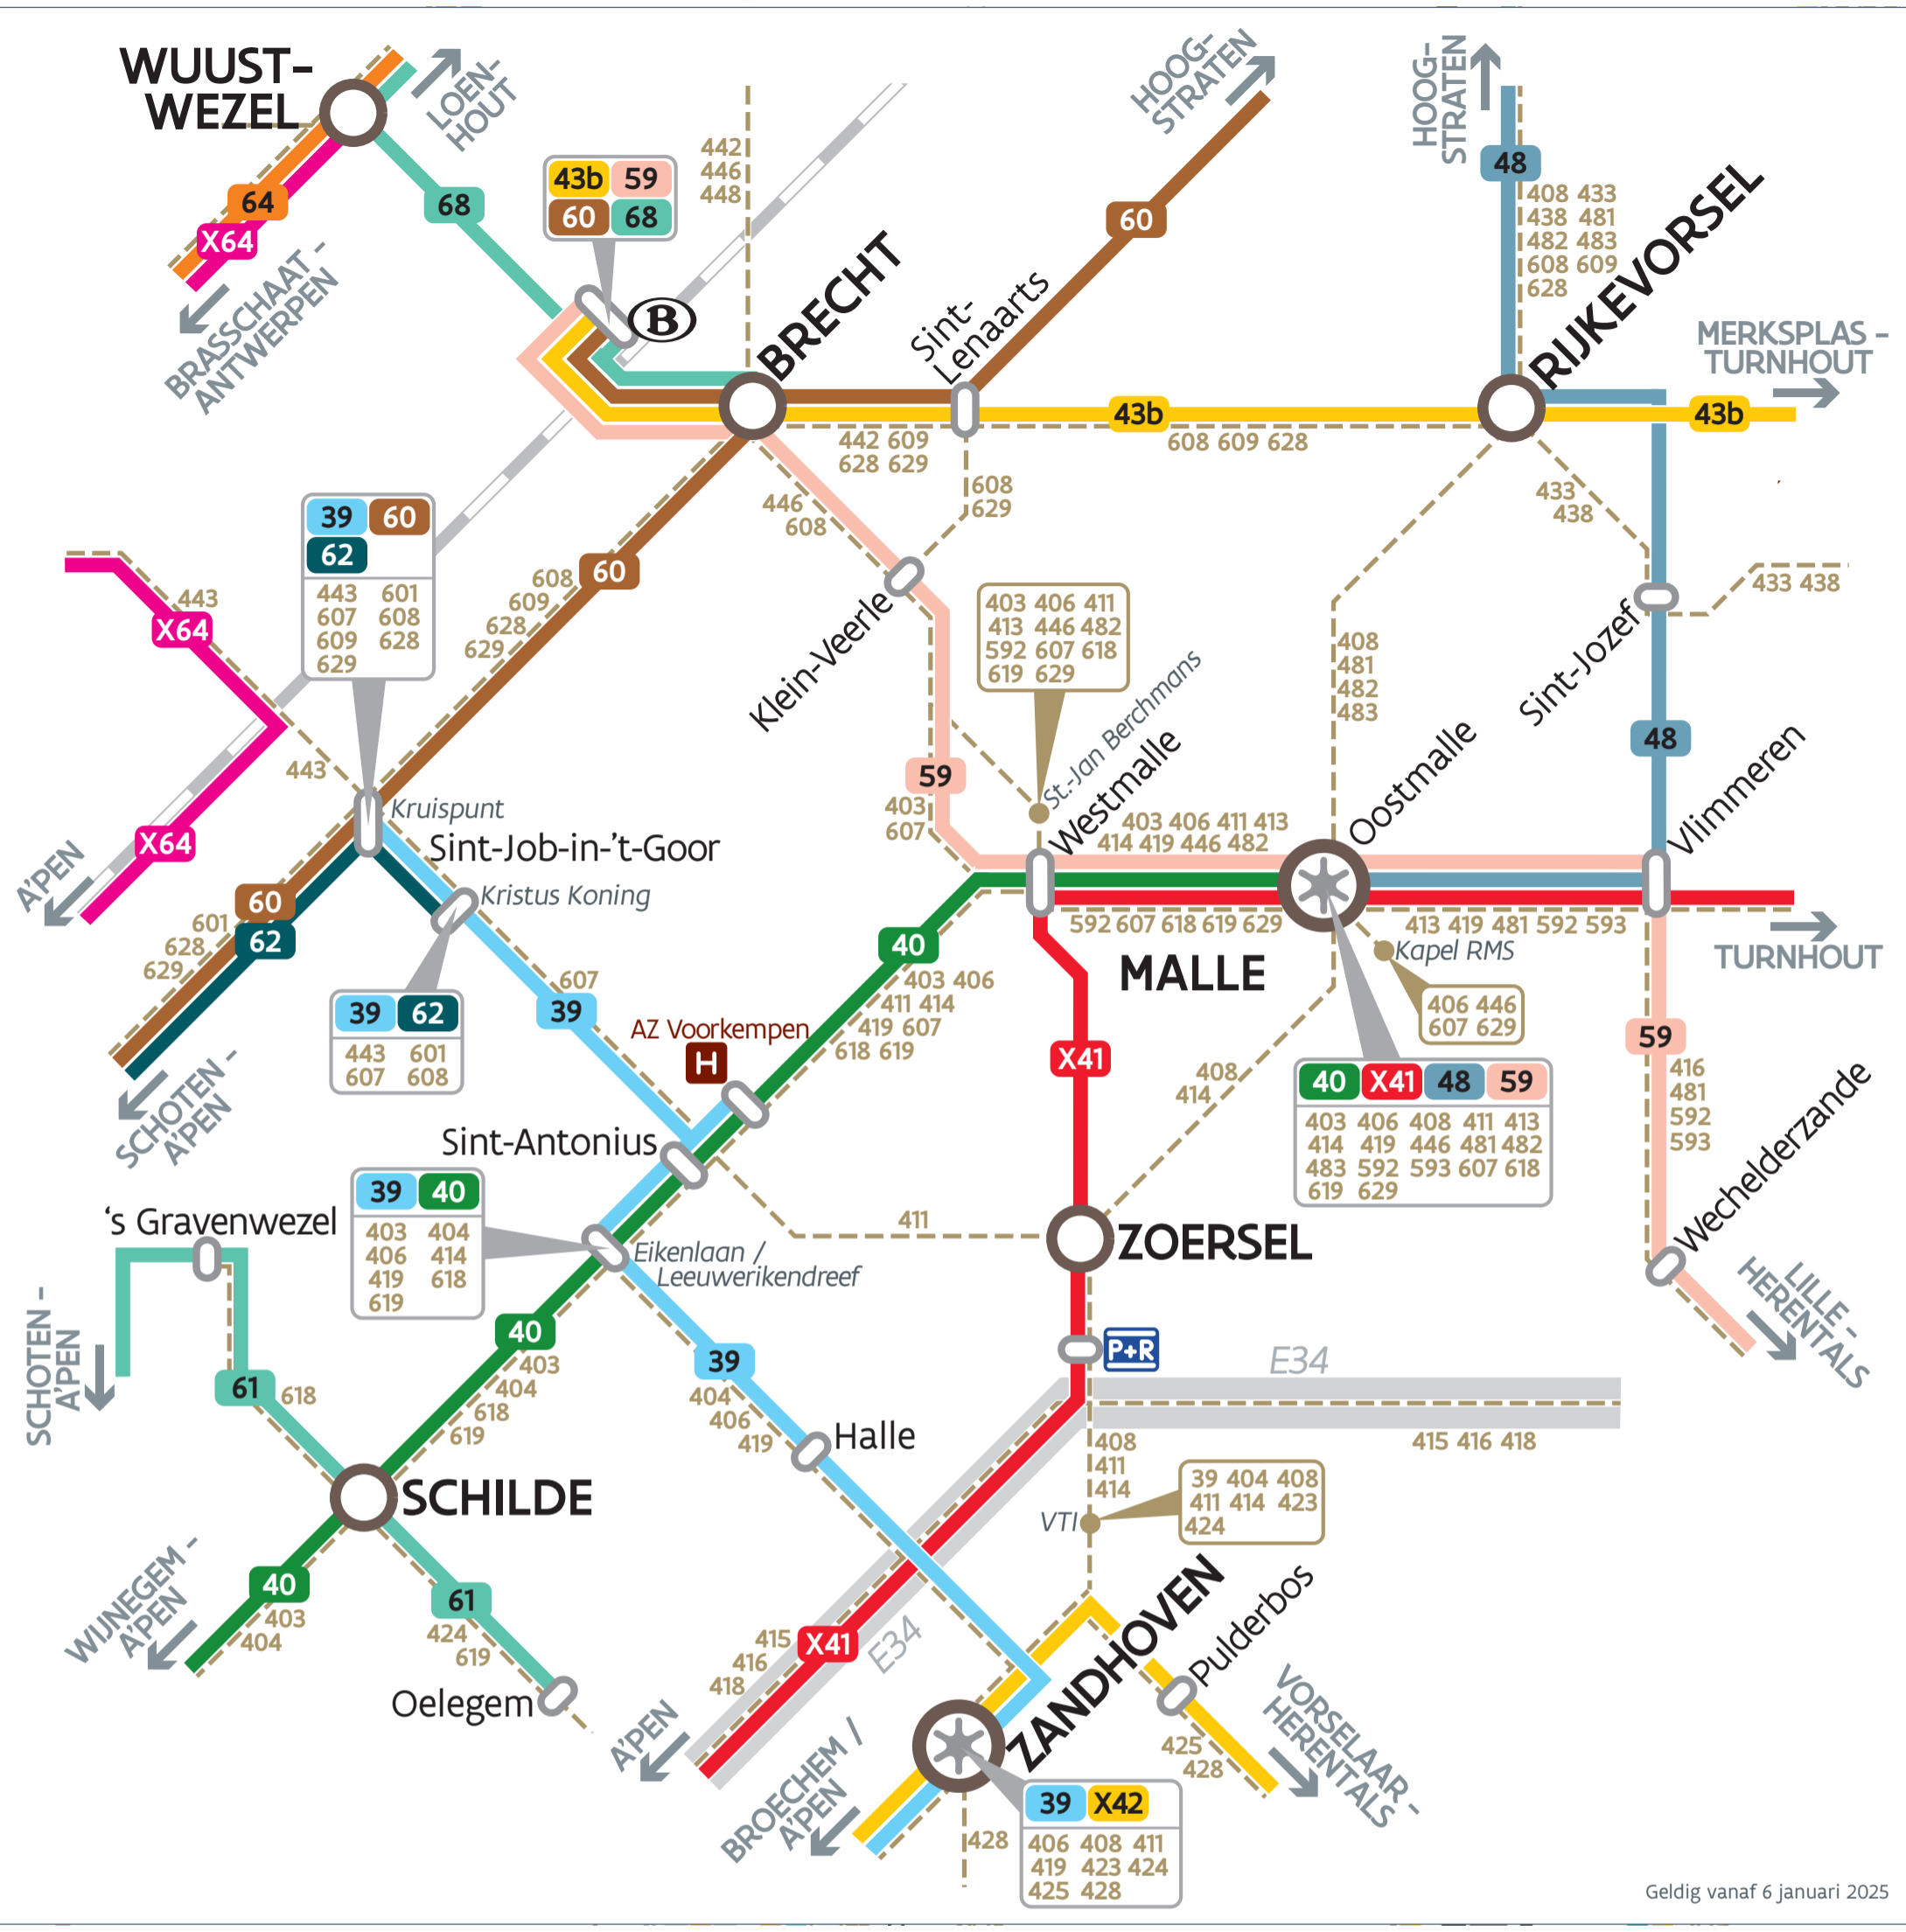 WUUST-
WEZEL
LOEN-
HOUT
64
X64
68
BRASSCHAAT -
ANTWERPEN
43b 59
60 68
442
446
448
B
BRECHT
HOOG-
STRATEN
60
Sint-
Lenaarts
HOOG-
STRATEN
48
408 433
438 481
482 483
608 609
628
RIJKEVORSEL
MERKSPLAS -
TURNHOUT
43b
43b
442 609
628 629
608 609 628
608
629
446
608
433
438
433 438
Sint-Jozef
48
39 60
62
443 601
607 608
609 628
629
608
609
628
629
60
443
X64
443
X64
A'PEN
Klein-Veerle
403 406 411
413 446 482
592 607 618
619 629
St.-Jan Berchmans
Westmalle
59
403
607
408
481
482
483
Oostmalle
Vlimmeren
Kruispunt
Sint-Job-in-'t-Goor
Kristus Koning
60
62
601
628
629
SCHOTEN -
A'PEN
39 62
443 601
607 608
607
39
403 406 411 413
414 419 446 482
592 607 618 619 629
413 419 481 592 593
MALLE
Kapel RMS
406 446
607 629
TURNHOUT
40
403 406
411 414
419 607
618 619
AZ Voorkempen
H
X41
408
414
40 X41 48 59
403 406 408 411 413
414 419 446 481 482
483 592 593 607 618
619 629
59
416
481
592
593
Wechelderzande
LILLE -
HERENTALS
Sint-Antonius
39 40
403 404
406 414
419 618
619
Eikenlaan /
Leeuwerikendreef
411
ZOERSEL
P+R
E34
415 416 418
's Gravenwezel
SCHOTEN -
A'PEN
61
618
40
403
404
618
619
39
404
406
419
Halle
408
411
414
VTI
39 404 408
411 414 423
424
SCHILDE
WIJNEGEM -
A'PEN
40
403
404
61
424
619
Oelegem
415
416
418
X41
E34
A'PEN
ZANDHOVEN
Pulderbos
425
428
VORSELAAR -
HERENTALS
BROECHEM /
A'PEN
428
39 X42
406 408 411
419 423 424
425 428
Geldig vanaf 6 januari 2025